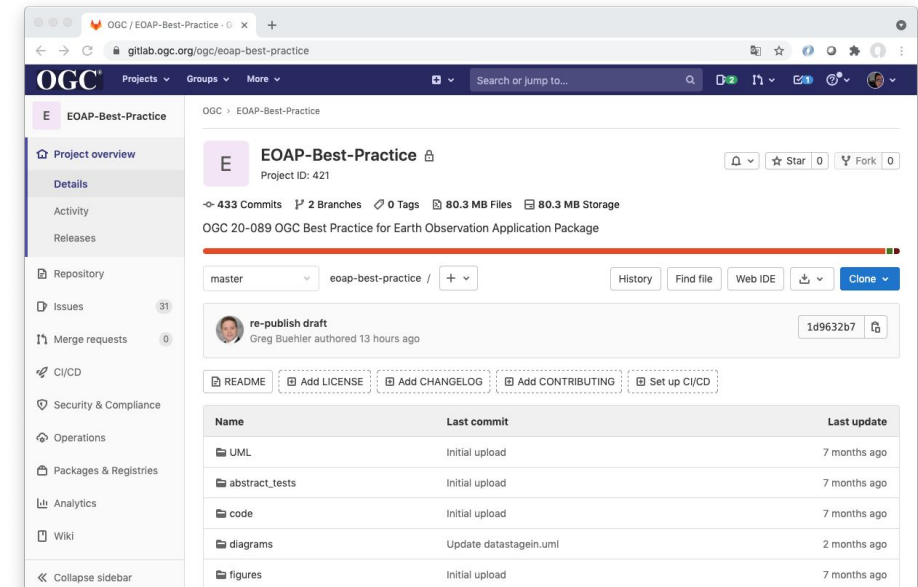 OGC / EOAP-Best-Practice · G
gitlab.ogc.org/ogc/eoap-best-practice
OGC Projects Groups More Search or jump to... 2 1
E EOAP-Best-Practice
Project overview
Details
Activity
Releases
Repository
Issues 31
Merge requests 0
CI/CD
Security & Compliance
Operations
Packages & Registries
Analytics
Wiki
Collapse sidebar
OGC > EOAP-Best-Practice
E EOAP-Best-Practice
Project ID: 421
Star 0 Fork 0
433 Commits 2 Branches 0 Tags 80.3 MB Files 80.3 MB Storage
OGC 20-089 OGC Best Practice for Earth Observation Application Package
master eoap-best-practice / + History Find file Web IDE Clone
re-publish draft
Greg Buehler authored 13 hours ago
1d9632b7
README Add LICENSE Add CHANGELOG Add CONTRIBUTING Set up CI/CD
Name Last commit Last update
UML Initial upload 7 months ago
abstract_tests Initial upload 7 months ago
code Initial upload 7 months ago
diagrams Update datastagein.uml 2 months ago
figures Initial upload 7 months ago